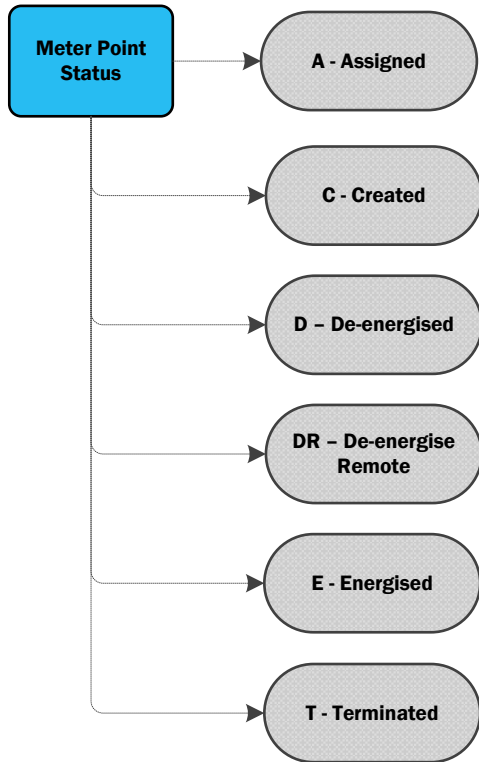 Meter Point
Status
A - Assigned
C - Created
D – De-energised
DR – De-energise
Remote
E - Energised
T - Terminated